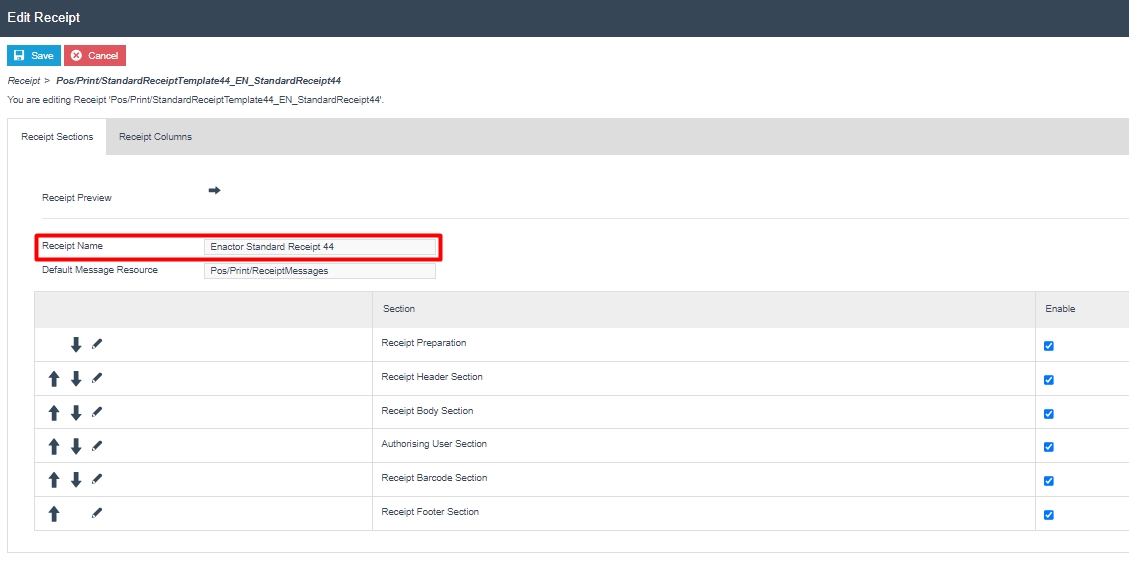 Edit Receipt
Save Cancel
Receipt > Pos/Print/StandardReceiptTemplate44_EN_StandardReceipt44
You are editing Receipt 'Pos/Print/StandardReceiptTemplate44_EN_StandardReceipt44'.
Receipt Sections Receipt Columns
Receipt Preview
Receipt Name Enactor Standard Receipt 44
Default Message Resource Pos/Print/ReceiptMessages
Section Enable
Receipt Preparation
Receipt Header Section
Receipt Body Section
Authorising User Section
Receipt Barcode Section
Receipt Footer Section